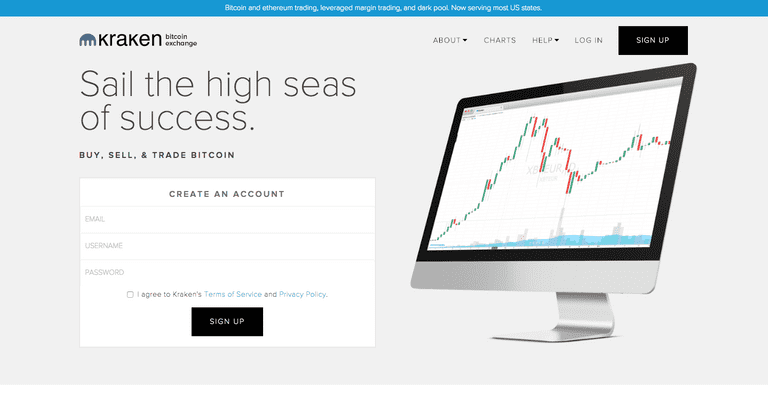 Bitcoin and ethereum trading, leveraged margin trading, and dark pool. Now serving most US states.
kraken bitcoin exchange
ABOUT CHARTS HELP LOG IN SIGN UP
Sail the high seas
of success.
BUY, SELL, & TRADE BITCOIN
CREATE AN ACCOUNT
EMAIL
USERNAME
PASSWORD
I agree to Kraken's Terms of Service and Privacy Policy.
SIGN UP